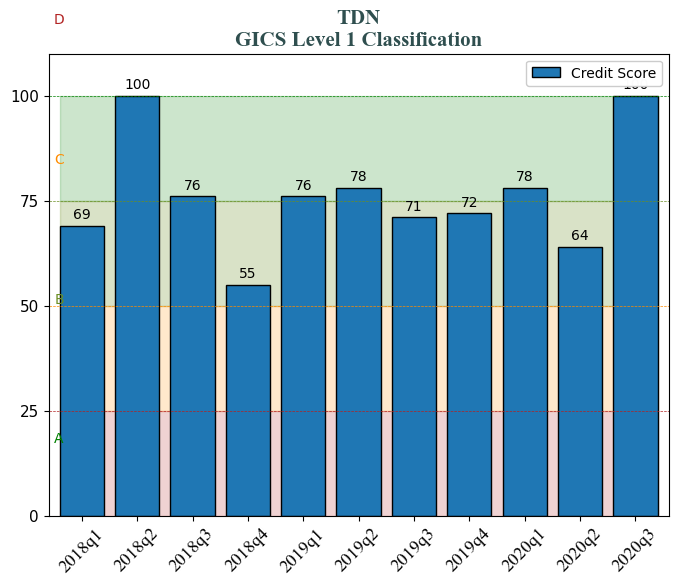 D
TDN
GICS Level 1 Classification
Credit Score
100
100
C
75
69
76
76
78
71
72
78
64
55
B
50
25
A
0
2018q1
2018q2
2018q3
2018q4
2019q1
2019q2
2019q3
2019q4
2020q1
2020q2
2020q3